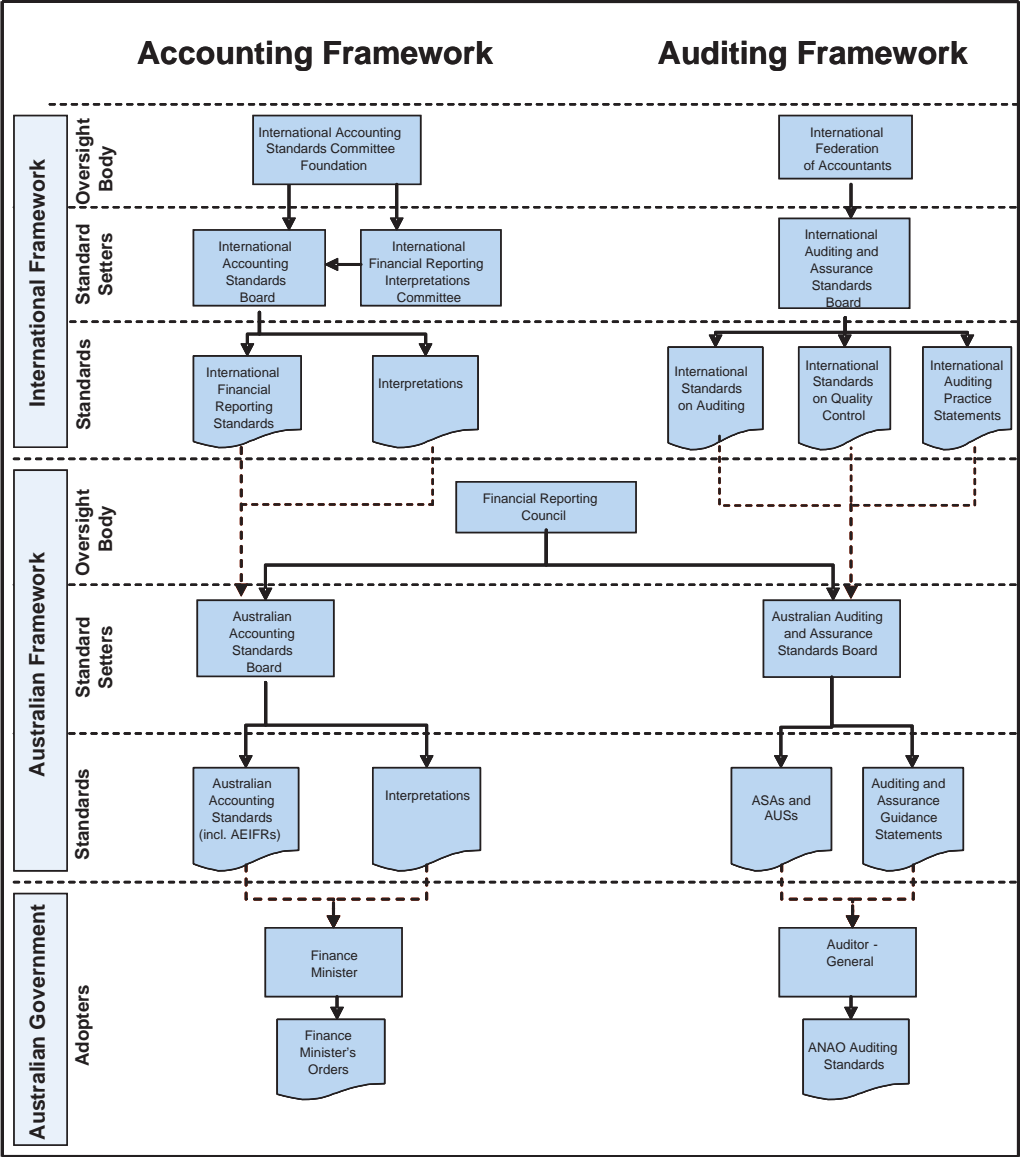 Accounting Framework
Auditing Framework
International Framework
Oversight
Body
International Accounting
Standards Committee
Foundation
International
Federation
of Accountants
Standard
Setters
International
Accounting
Standards
Board
International
Financial Reporting
Interpretations
Committee
International
Auditing and
Assurance
Standards
Board
Standards
International
Financial
Reporting
Standards
Interpretations
International
Standards
on Auditing
International
Standards
on Quality
Control
International
Auditing
Practice
Statements
Australian Framework
Oversight
Body
Financial Reporting
Council
Standard
Setters
Australian
Accounting
Standards
Board
Australian Auditing
and Assurance
Standards Board
Standards
Australian
Accounting
Standards
(incl. AEIFRs)
Interpretations
ASAs and
AUSs
Auditing and
Assurance
Guidance
Statements
Australian Government
Adopters
Finance
Minister
Auditor -
General
Finance
Minister's
Orders
ANAO Auditing
Standards